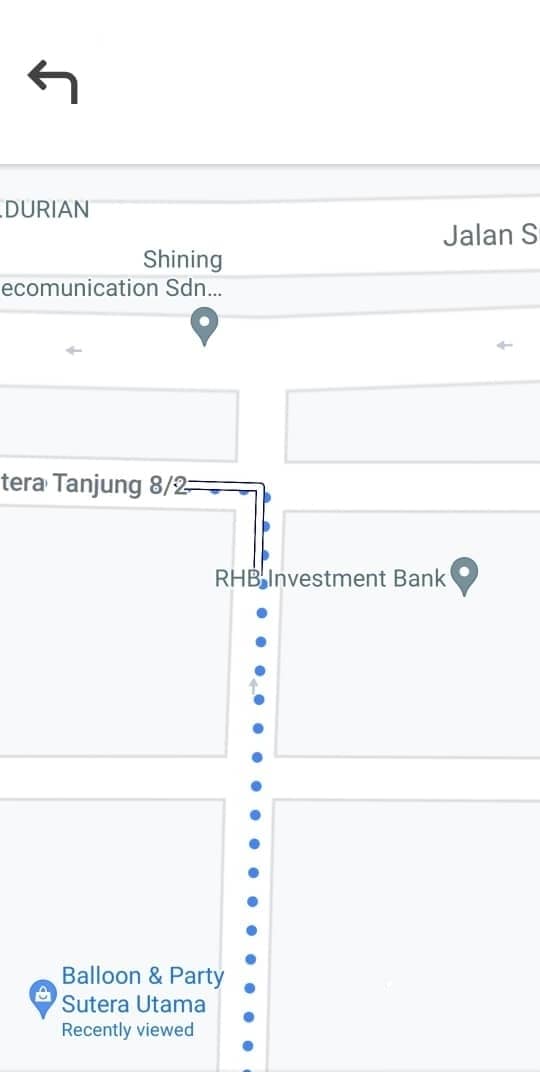 .DURIAN
Jalan S
Shining
ecomunication Sdn...
tera Tanjung 8/2
RHB Investment Bank
Balloon & Party
Sutera Utama
Recently viewed